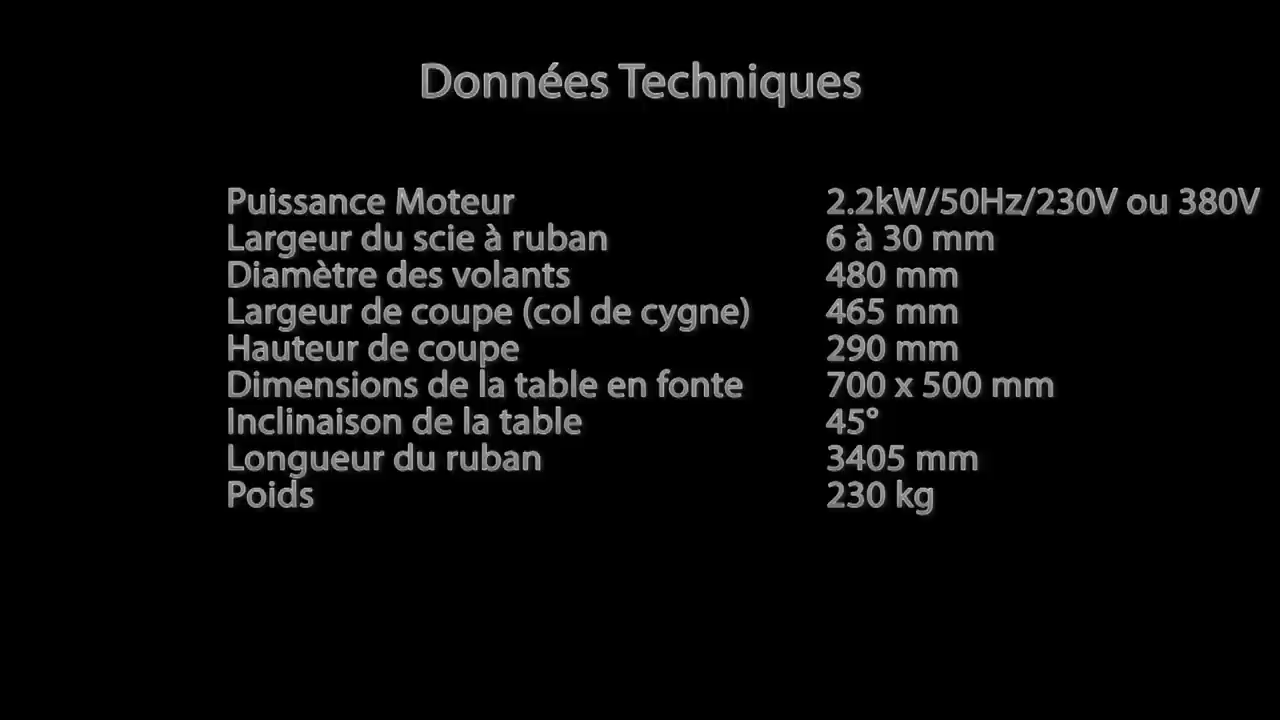 Données Techniques
Puissance Moteur 2.2kW/50Hz/230V ou 380V
Largeur du scie à ruban 6 à 30 mm
Diamètre des volants 480 mm
Largeur de coupe (col de cygne) 465 mm
Hauteur de coupe 290 mm
Dimensions de la table en fonte 700 x 500 mm
Inclinaison de la table 45°
Longueur du ruban 3405 mm
Poids 230 kg